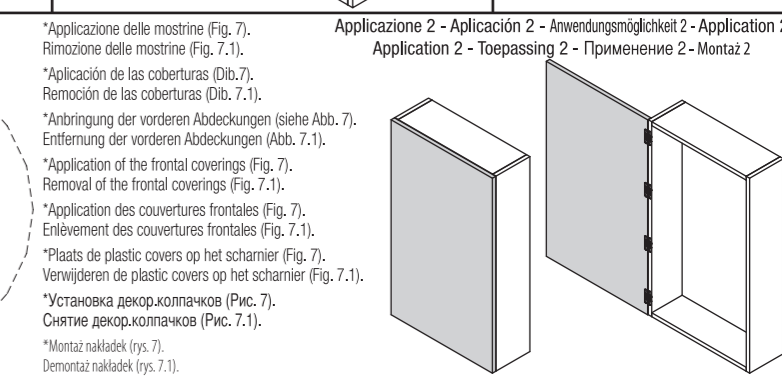 *Applicazione delle mostrine (Fig. 7).
Rimozione delle mostrine (Fig. 7.1).
*Aplicación de las coberturas (Dib.7).
Remoción de las coberturas (Dib. 7.1).
*Anbringung der vorderen Abdeckungen (siehe Abb. 7).
Entfernung der vorderen Abdeckungen (Abb. 7.1).
*Application of the frontal coverings (Fig. 7).
Removal of the frontal coverings (Fig. 7.1).
*Application des couvertures frontales (Fig. 7).
Enlèvement des couvertures frontales (Fig. 7.1).
*Plaats de plastic covers op het scharnier (Fig. 7).
Verwijderen de plastic covers op het scharnier (Fig. 7.1).
*Установка декор.колпачков (Рис. 7).
Снятие декор.колпачков (Рис. 7.1).
*Montaż nakładek (rys. 7).
Demontaż nakładek (rys. 7.1).
Applicazione 2 - Aplicación 2 - Anwendungsmöglichkeit 2 - Application 2
Application 2 - Toepassing 2 - Применение 2 - Montaż 2